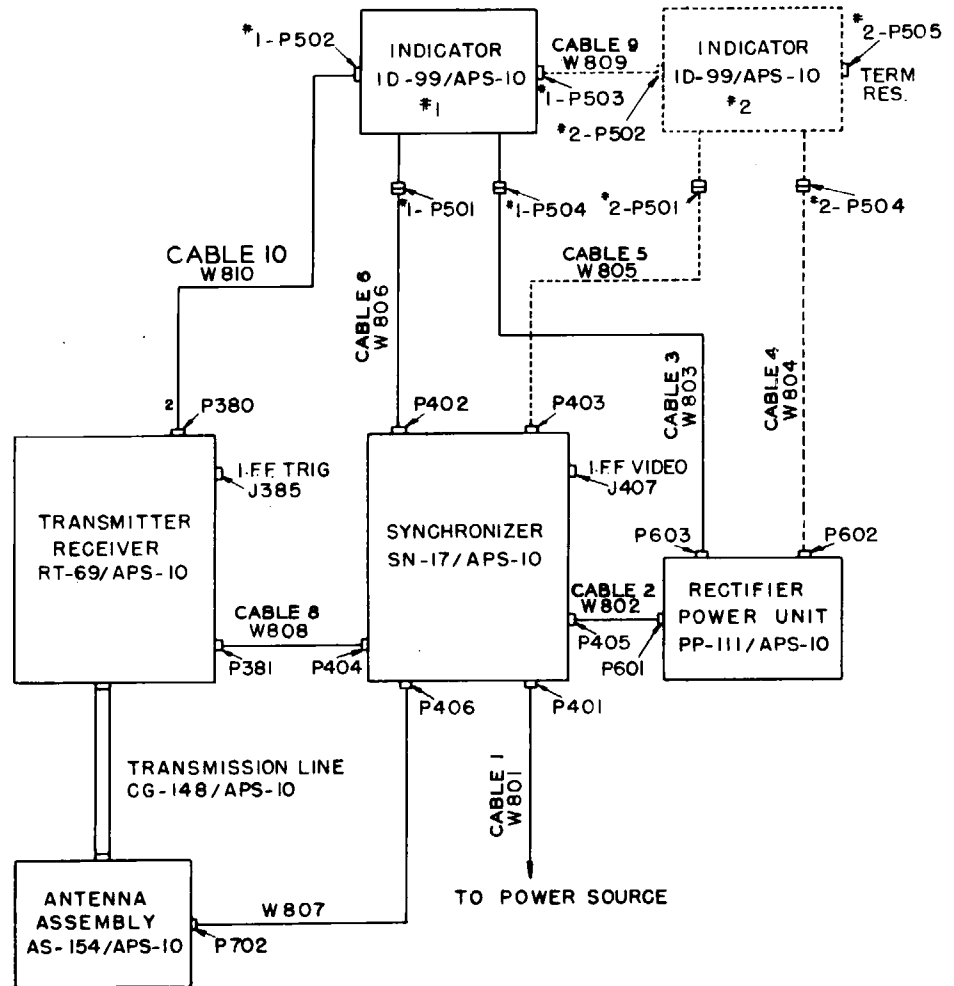 #1-P502
INDICATOR
ID-99/APS-10
#1
CABLE 9
W809
#1-P503
#2-P502
INDICATOR
ID-99/APS-10
#2
#2-P505
TERM
RES.
#1-P501
#1-P504
#2-P501
#2-P504
CABLE 10
W810
CABLE 6
W806
CABLE 5
W805
CABLE 3
W803
CABLE 4
W804
2
P380
P402
P403
I.F.F. TRIG
J385
I.F.F VIDEO
J407
TRANSMITTER
RECEIVER
RT-69/APS-10
SYNCHRONIZER
SN-17/APS-10
P603
P602
RECTIFIER
POWER UNIT
PP-111/APS-10
CABLE 8
W808
CABLE 2
W802
P381
P404
P405
P601
P406
P401
TRANSMISSION LINE
CG-148/APS-10
CABLE 1
W801
TO POWER SOURCE
ANTENNA
ASSEMBLY
AS-154/APS-10
W807
P702